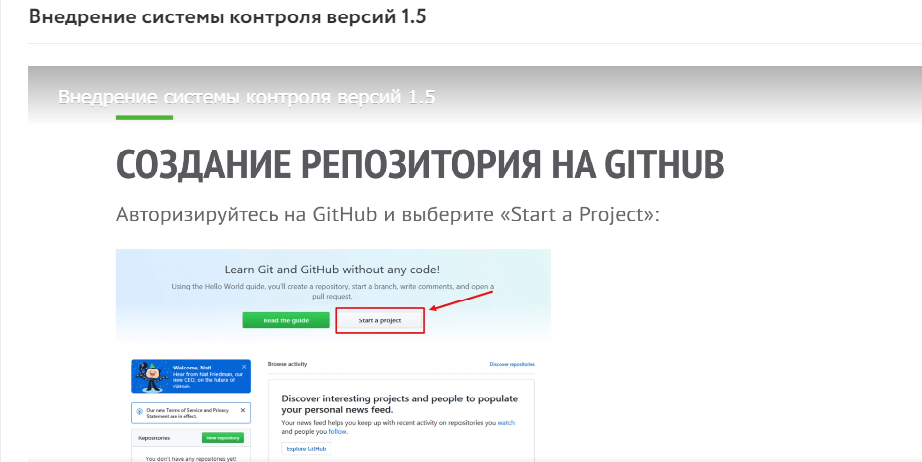 Внедрение системы контроля версий 1.5
Внедрение системы контроля версий 1.5
СОЗДАНИЕ РЕПОЗИТОРИЯ НА GITHUB
Авторизируйтесь на GitHub и выберите «Start a Project»:
Learn Git and GitHub without any code!
Using the Hello World guide, you'll create a repository, start a branch, write comments, and open a
pull request.
Read the guide
Start a project
Welcome,
Hear from Nat Friedman, our
new CEO, on the future of
GitHub.
Our new Terms of Service and Privacy
Statement are in effect.
Repositories
New repository
You don't have any repositories yet!
Browse activity
Discover repositories
Discover interesting projects and people to populate
your personal news feed.
Your news feed helps you keep up with recent activity on repositories you watch
and people you follow.
Explore GitHub